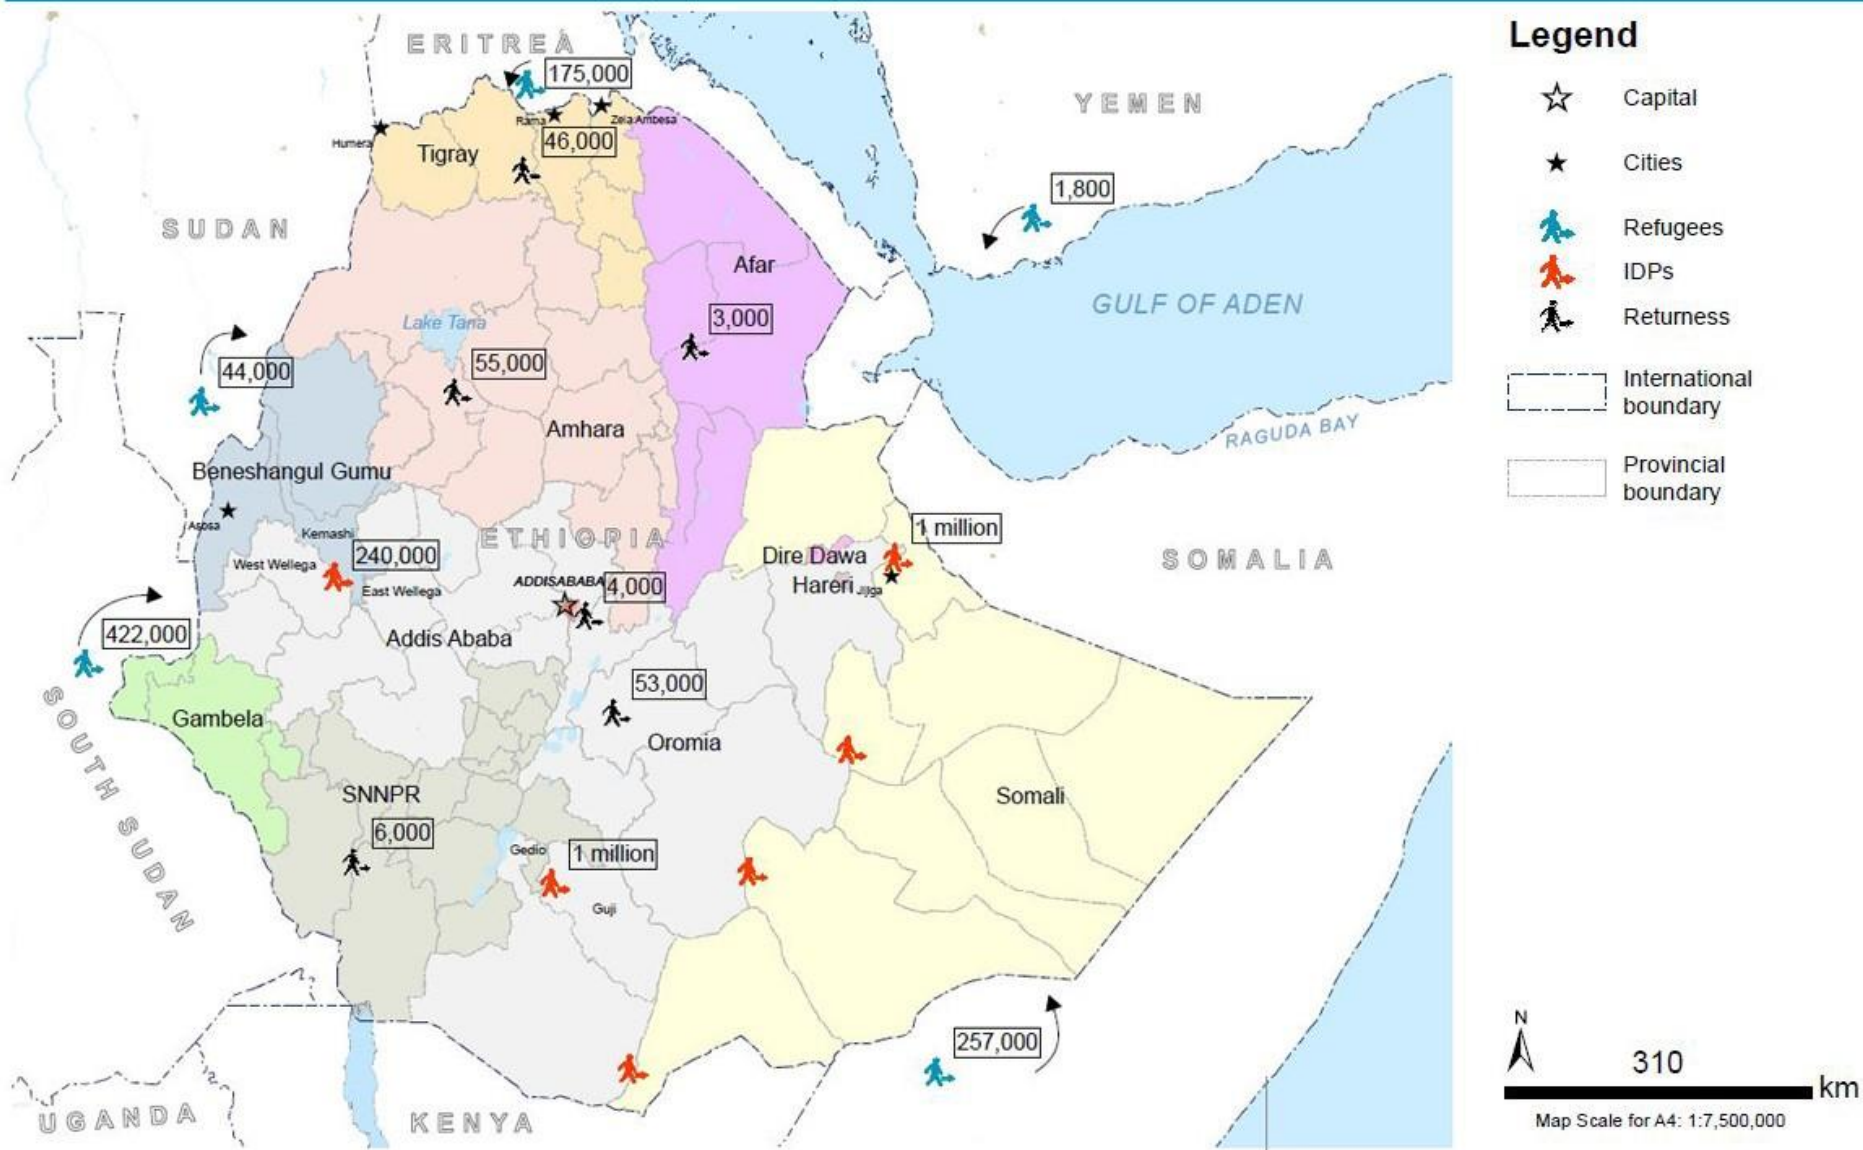 ERITREA
175,000
YEMEN
Rama
Zela Ambesa
46,000
Humera
Tigray
1,800
SUDAN
Afar
GULF OF ADEN
3,000
Lake Tana
55,000
44,000
Amhara
RAGUDA BAY
Beneshangul Gumu
Asosa
Kemashi
ETHIOPIA
1 million
240,000
Dire Dawa
SOMALIA
West Wellega
East Wellega
ADDISABABA
4,000
Hareri
Jijga
422,000
Addis Ababa
53,000
Gambela
Oromia
SOUTH SUDAN
SNNPR
Somali
6,000
Gedio
1 million
Guji
257,000
UGANDA
KENYA
Legend
Capital
Cities
Refugees
IDPs
Returness
International
boundary
Provincial
boundary
N
310
km
Map Scale for A4: 1:7,500,000